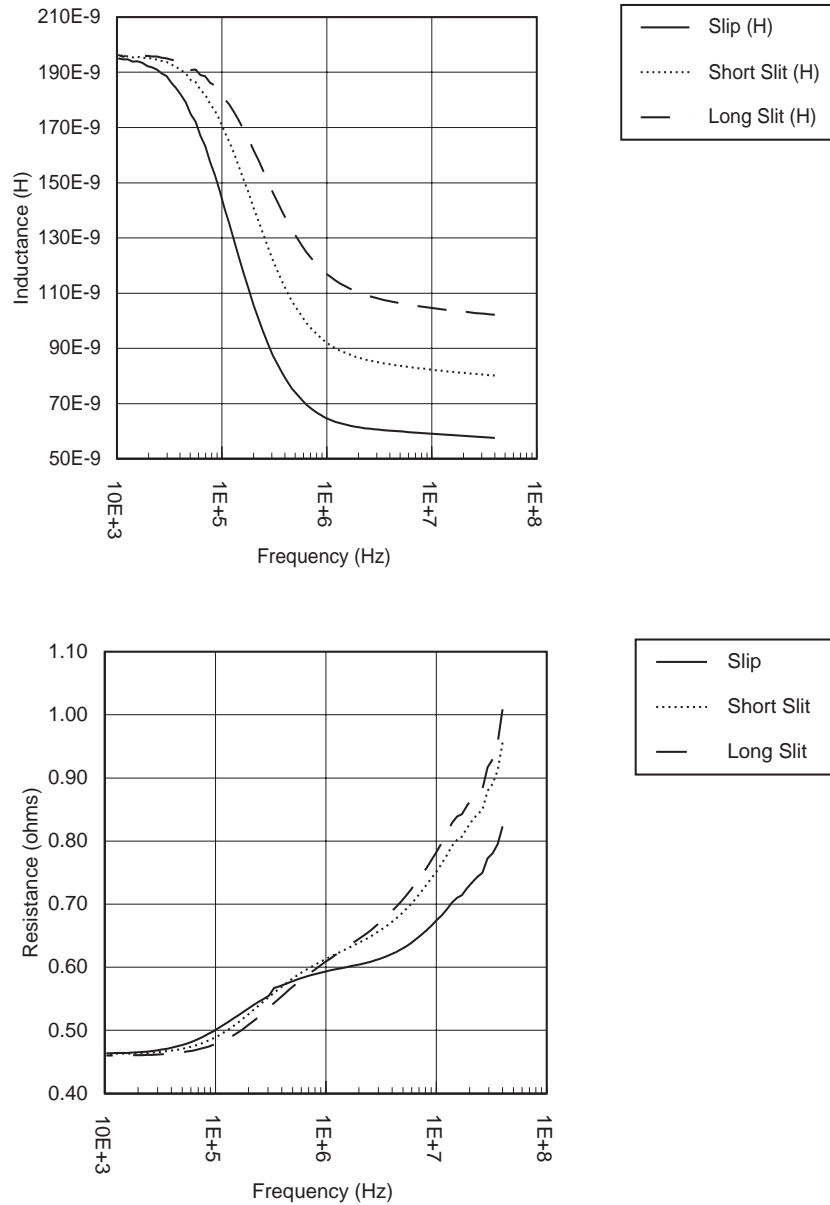 210E-9
190E-9
170E-9
150E-9
130E-9
110E-9
90E-9
70E-9
50E-9
Inductance (H)
10E+3
1E+5
1E+6
1E+7
1E+8
Frequency (Hz)
Slip (H)
Short Slit (H)
Long Slit (H)
1.10
1.00
0.90
0.80
0.70
0.60
0.50
0.40
Resistance (ohms)
10E+3
1E+5
1E+6
1E+7
1E+8
Frequency (Hz)
Slip
Short Slit
Long Slit